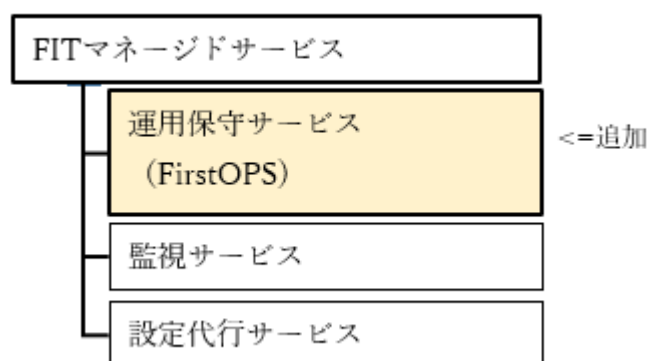 FITマネージドサービス
運用保守サービス
（FirstOPS）
<=追加
監視サービス
設定代行サービス